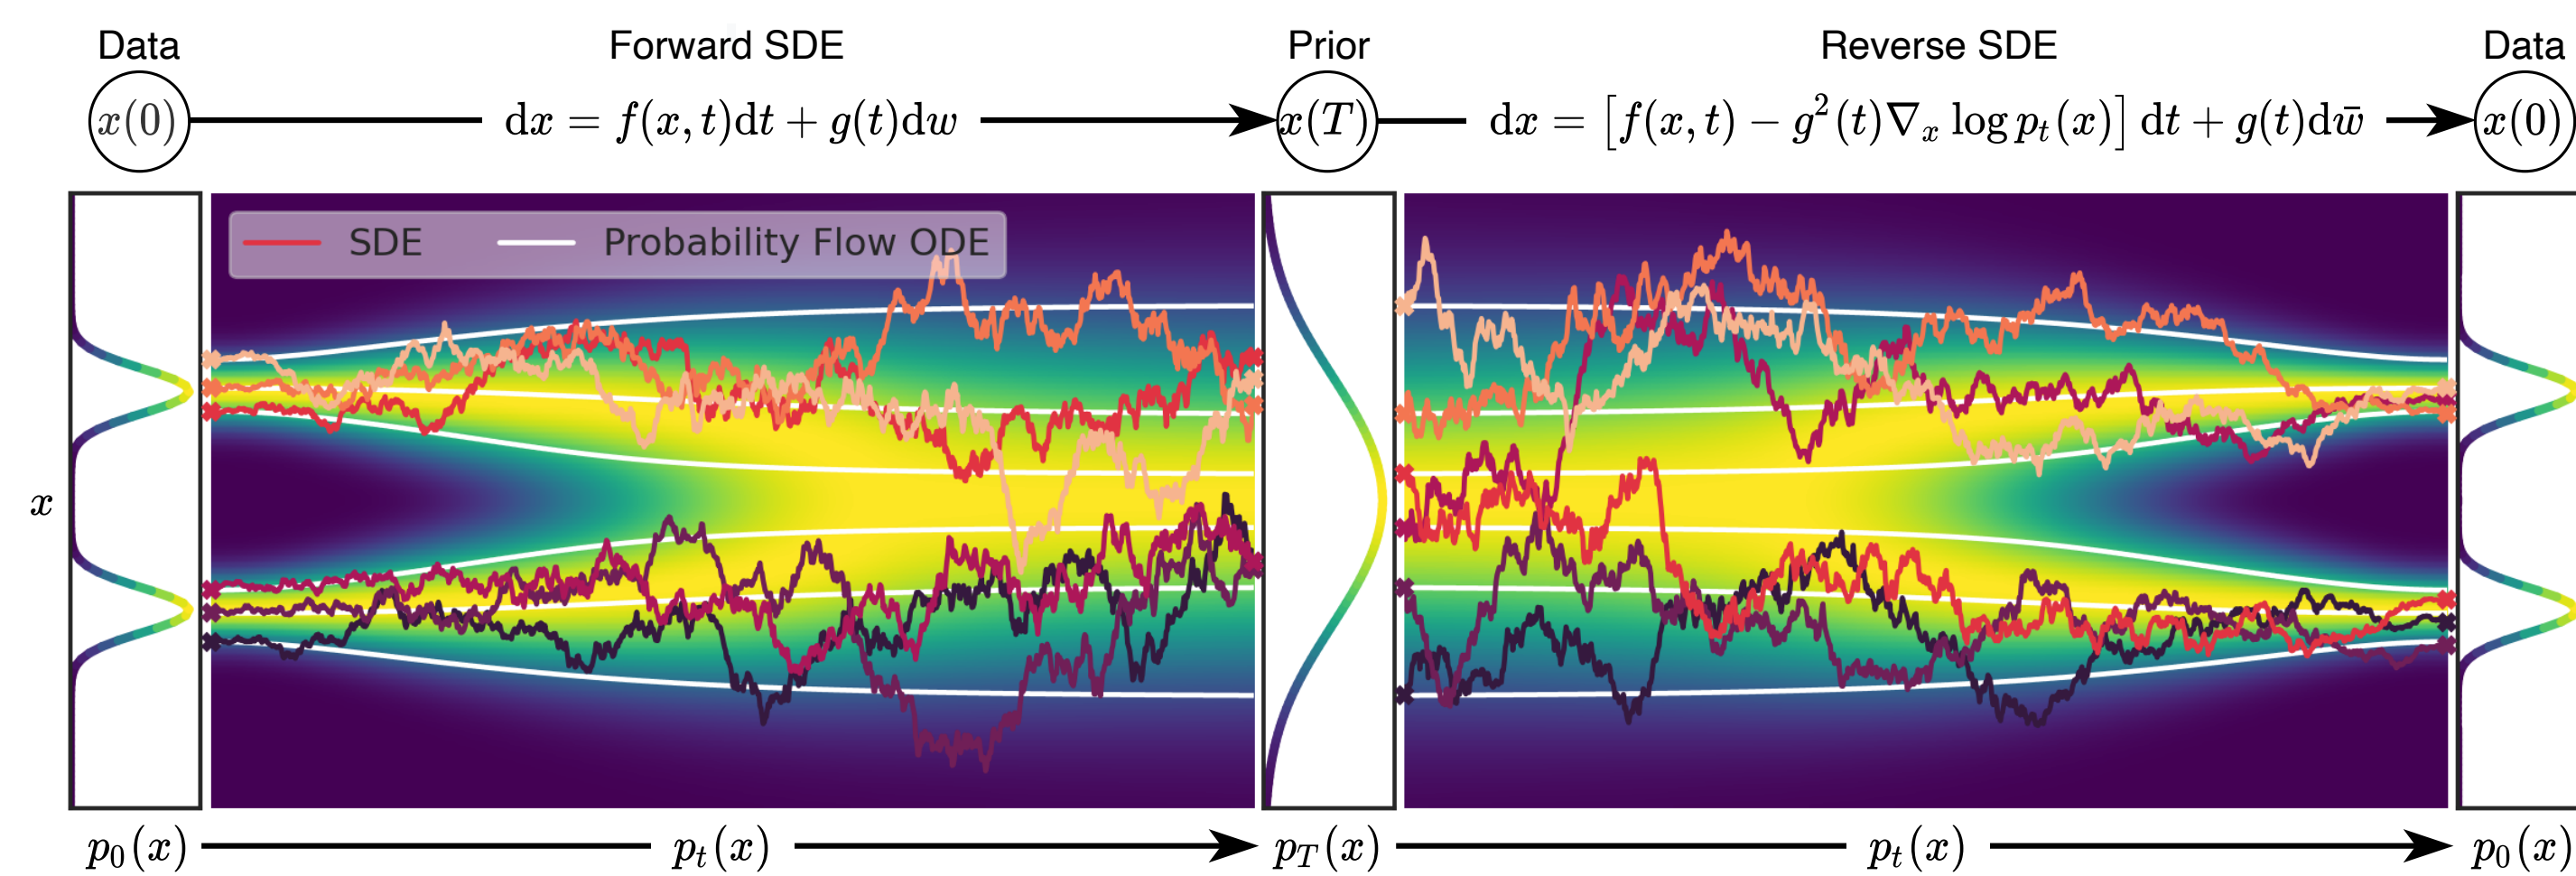 Data Forward SDE Prior Reverse SDE Data
x(0) dx = f(x, t)dt + g(t)dw x(T) dx = [f(x, t) − g²(t)∇ₓ log pₜ(x)] dt + g(t)dw̄ x(0)
SDE Probability Flow ODE
x
p₀(x) pₜ(x) p_T(x) pₜ(x) p₀(x)